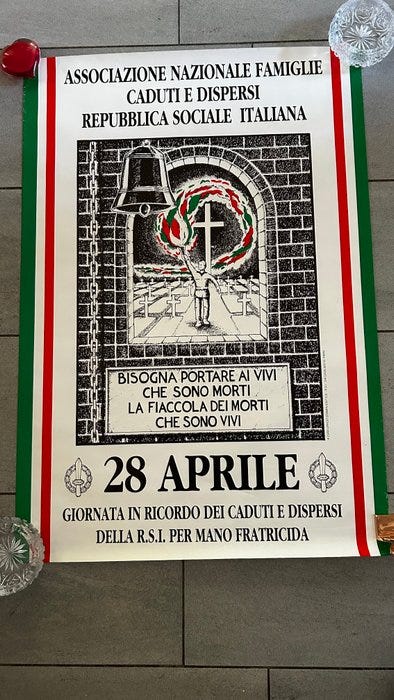 ASSOCIAZIONE NAZIONALE FAMIGLIE
CADUTI E DISPERSI
REPUBBLICA SOCIALE ITALIANA
BISOGNA PORTARE AI VIVI
CHE SONO MORTI
LA FIACCOLA DEI MORTI
CHE SONO VIVI
28 APRILE
GIORNATA IN RICORDO DEI CADUTI E DISPERSI
DELLA R.S.I. PER MANO FRATRICIDA